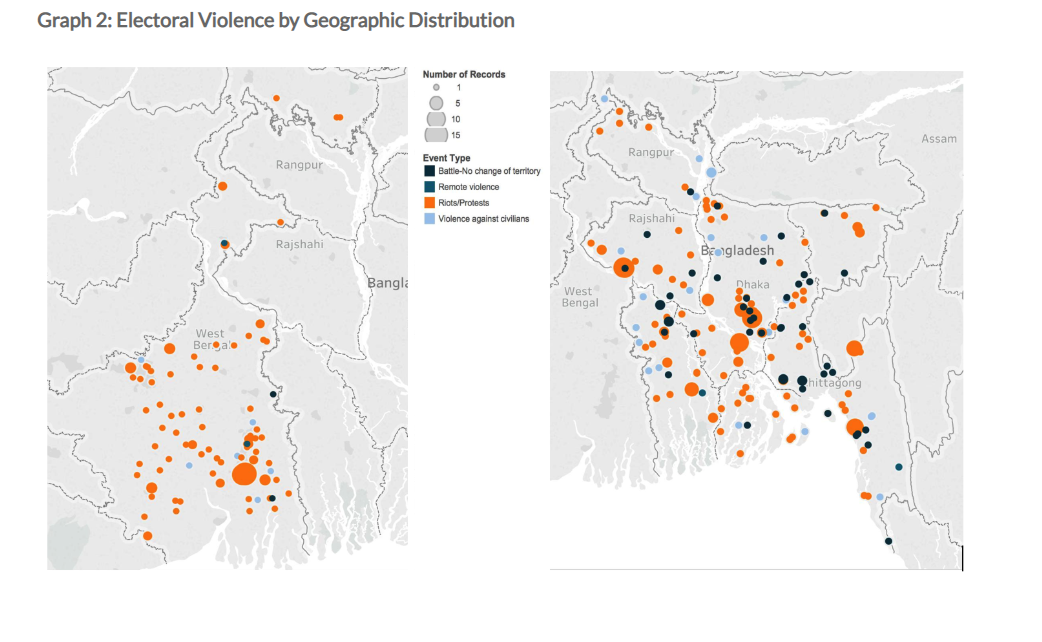 Graph 2: Electoral Violence by Geographic Distribution
Rangpur
Rajshahi
Bangla
West
Bengal
Number of Records
1
5
10
15
Event Type
Battle-No change of territory
Remote violence
Riots/Protests
Violence against civilians
Assam
Rangpur
Rajshahi
Bangladesh
West
Bengal
Dhaka
hittagong